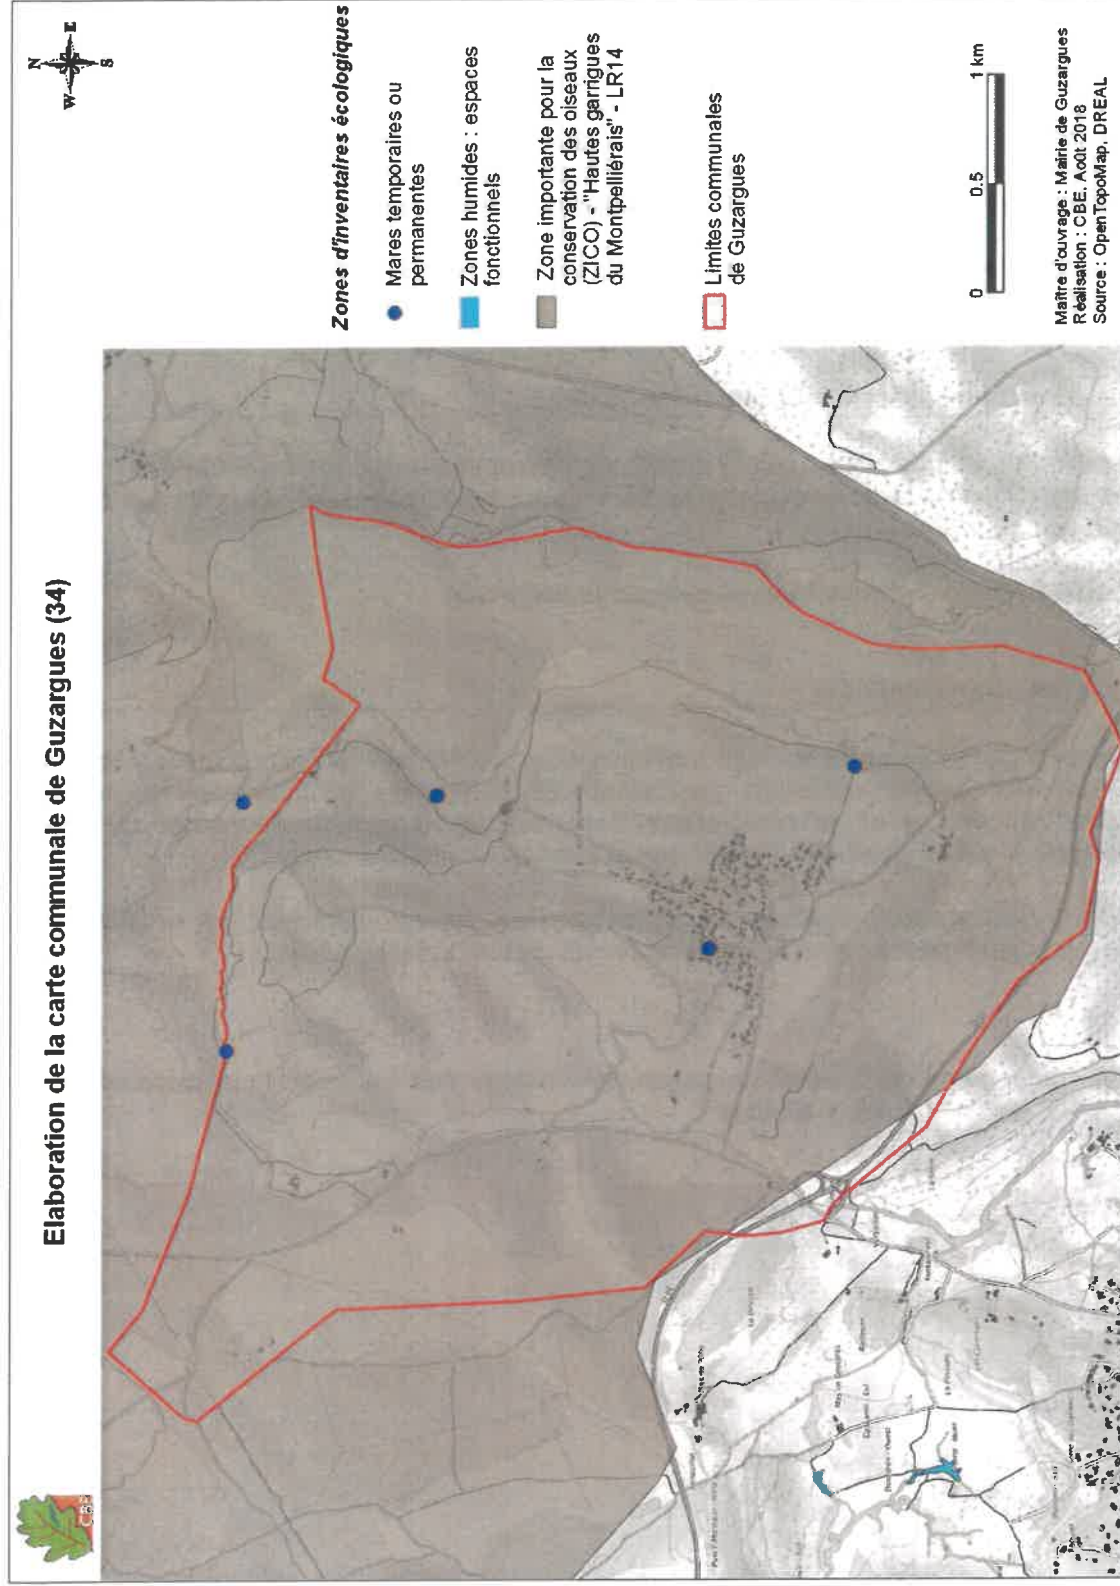 Elaboration de la carte communale de Guzargues (34)
N
W
E
S
Zones d'inventaires écologiques
Mares temporaires ou
permanentes
Zones humides : espaces
fonctionnels
Zone importante pour la
conservation des oiseaux
(ZICO) - "Hautes garrigues
du Montpelliérais" - LR14
Limites communales
de Guzargues
0
0.5
1 km
Maître d'ouvrage : Mairie de Guzargues
Réalisation : CBE, Août 2018
Source : OpenTopoMap, DREAL